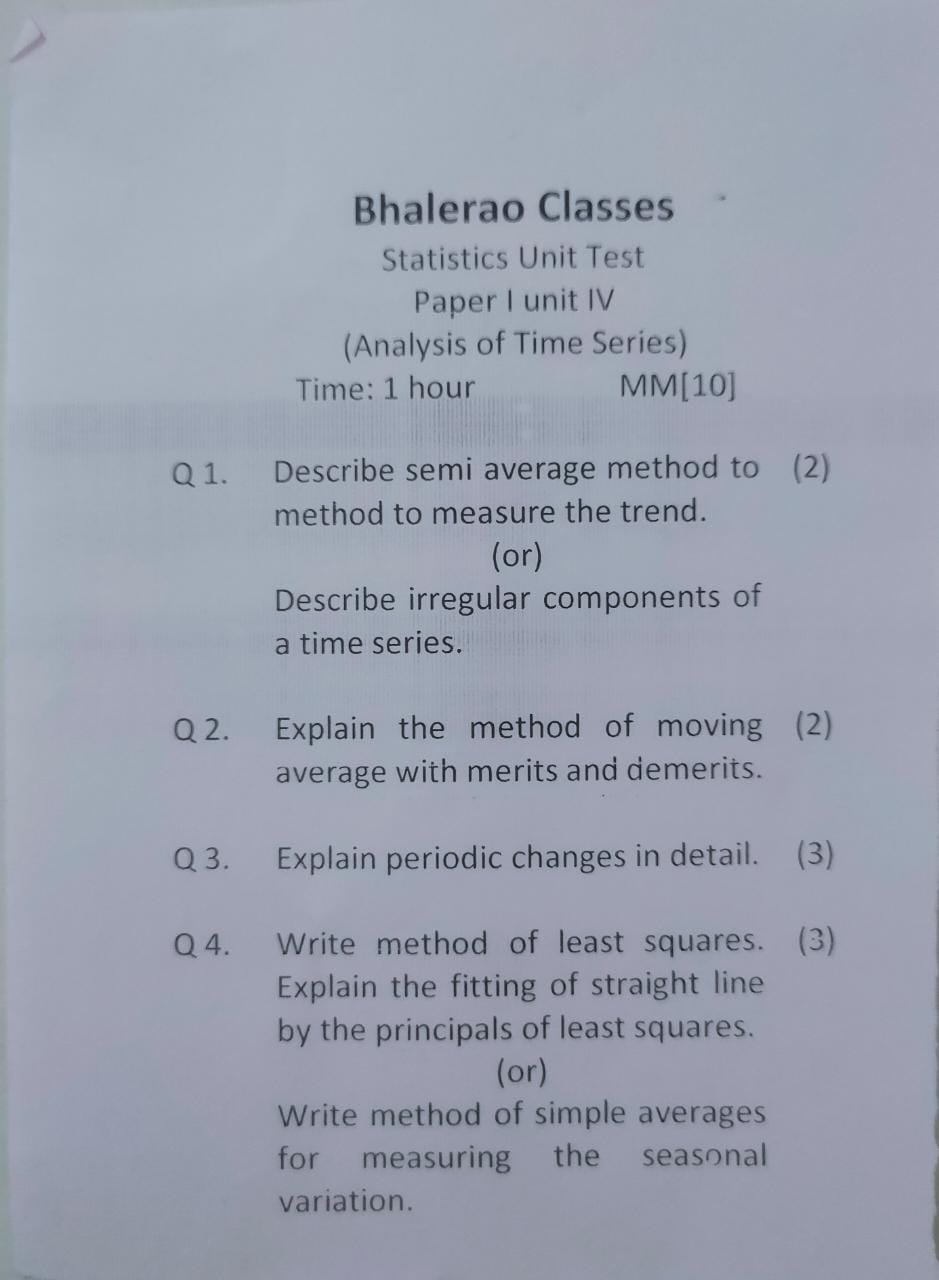 Bhalerao Classes
Statistics Unit Test
Paper I unit IV
(Analysis of Time Series)
Time: 1 hour MM[10]
Q 1. Describe semi average method to (2)
method to measure the trend.
(or)
Describe irregular components of
a time series.
Q 2. Explain the method of moving (2)
average with merits and demerits.
Q 3. Explain periodic changes in detail. (3)
Q 4. Write method of least squares. (3)
Explain the fitting of straight line
by the principals of least squares.
(or)
Write method of simple averages
for measuring the seasonal
variation.